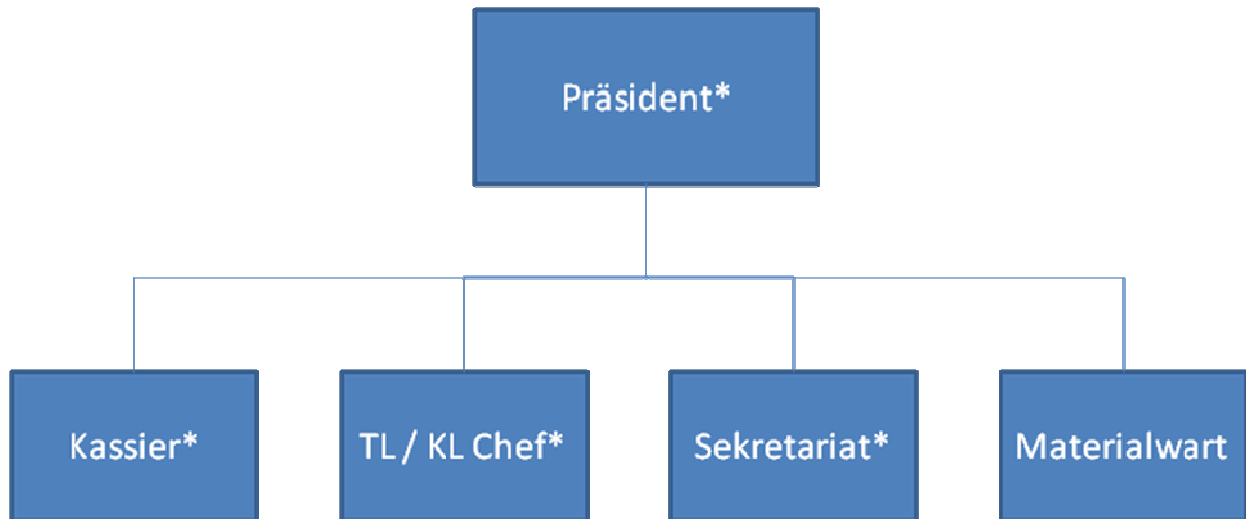 Präsident*
Kassier*
TL / KL Chef*
Sekretariat*
Materialwart